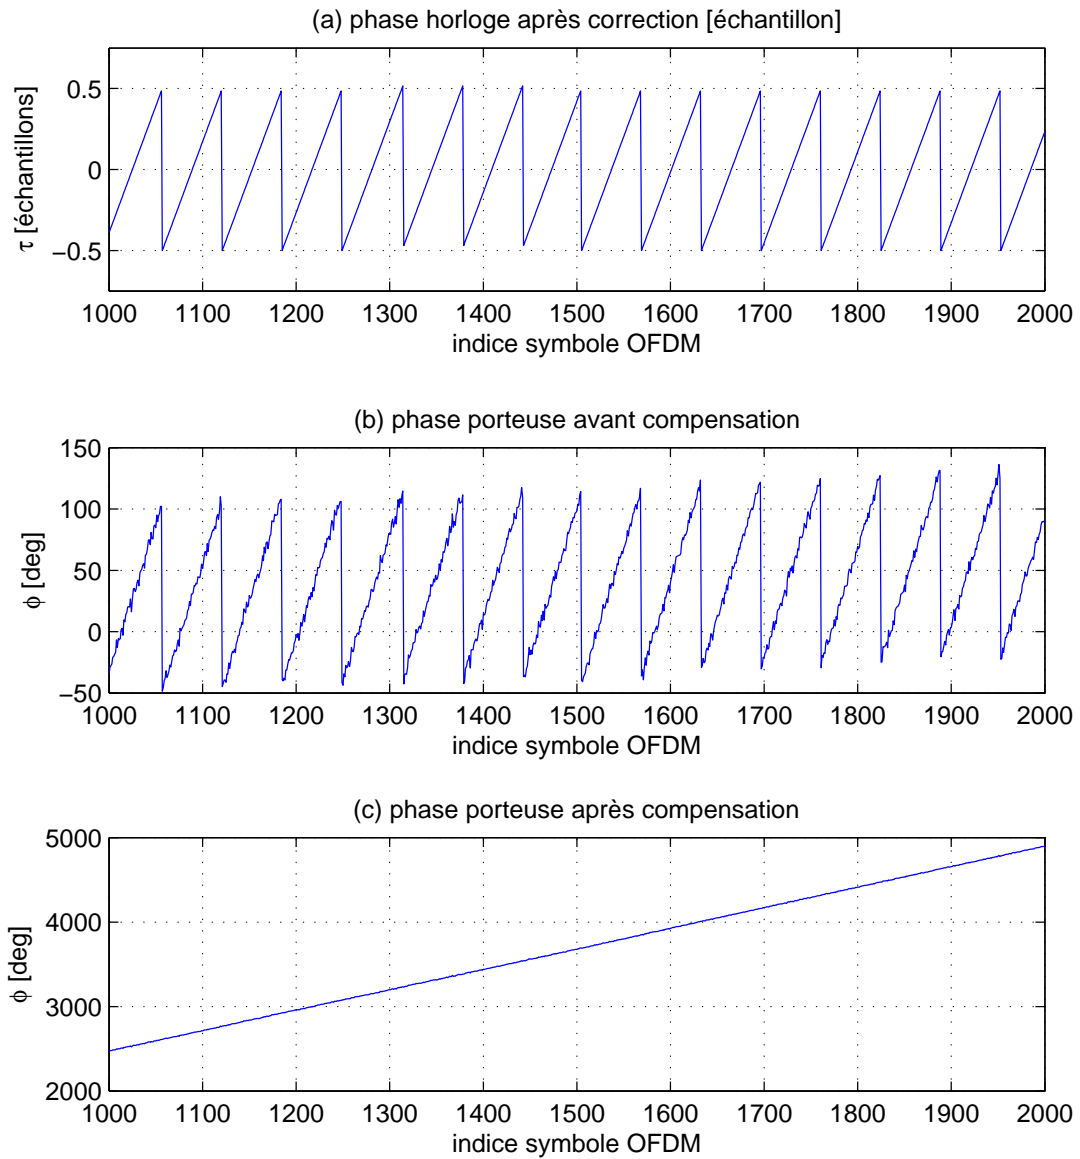 (a) phase horloge après correction [échantillon]
τ [échantillons]
0.5
0
−0.5
1000 1100 1200 1300 1400 1500 1600 1700 1800 1900 2000
indice symbole OFDM
(b) phase porteuse avant compensation
ϕ [deg]
150
100
50
0
−50
1000 1100 1200 1300 1400 1500 1600 1700 1800 1900 2000
indice symbole OFDM
(c) phase porteuse après compensation
ϕ [deg]
5000
4000
3000
2000
1000 1100 1200 1300 1400 1500 1600 1700 1800 1900 2000
indice symbole OFDM